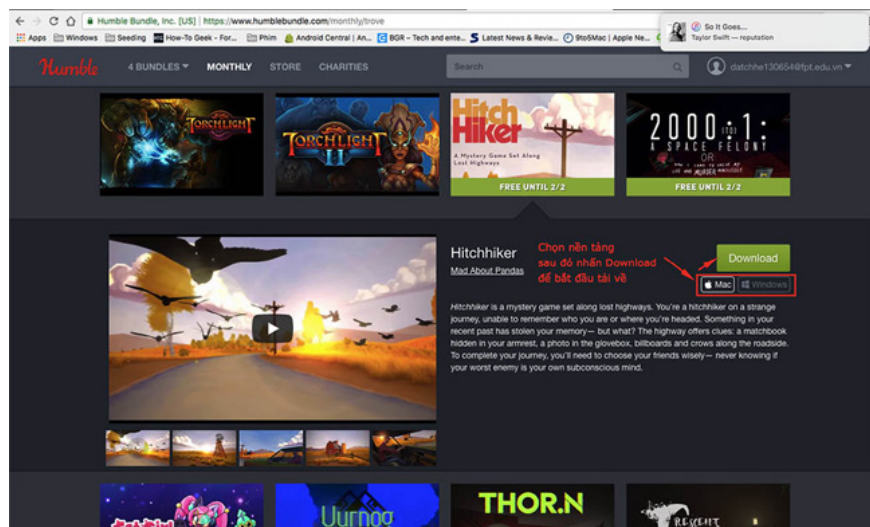 Humble Bundle, Inc. [US] | https://www.humblebundle.com/monthly/trove
So It Goes...
Taylor Swift — reputation
Apps Windows Seeding How-To Geek - For... Phim Android Central | An... BGR – Tech and ente... Latest News & Revie... 9to5Mac | Apple Ne...
Humble
4 BUNDLES MONTHLY STORE CHARITIES
Search
datchhe130654@fpt.edu.vn
TORCHLIGHT
TORCHLIGHT II
Hitch Hiker
A Mystery Game Set Along
Lost Highways
FREE UNTIL 2/2
2000:1:
(TO)
A SPACE FELONY
OR
FREE UNTIL 2/2
Hitchhiker
Mad About Pandas
Chọn nền tảng
sau đó nhấn Download
để bắt đầu tải về
Download
Mac Windows
Hitchhiker is a mystery game set along lost highways. You're a hitchhiker on a strange
journey, unable to remember who you are or where you're headed. Something in your
recent past has stolen your memory— but what? The highway offers clues: a matchbook
hidden in your armrest, a photo in the glovebox, billboards and crows along the roadside.
To complete your journey, you'll need to choose your friends wisely— never knowing if
your worst enemy is your own subconscious mind.
Uurnog
THOR.N
CRESCENT